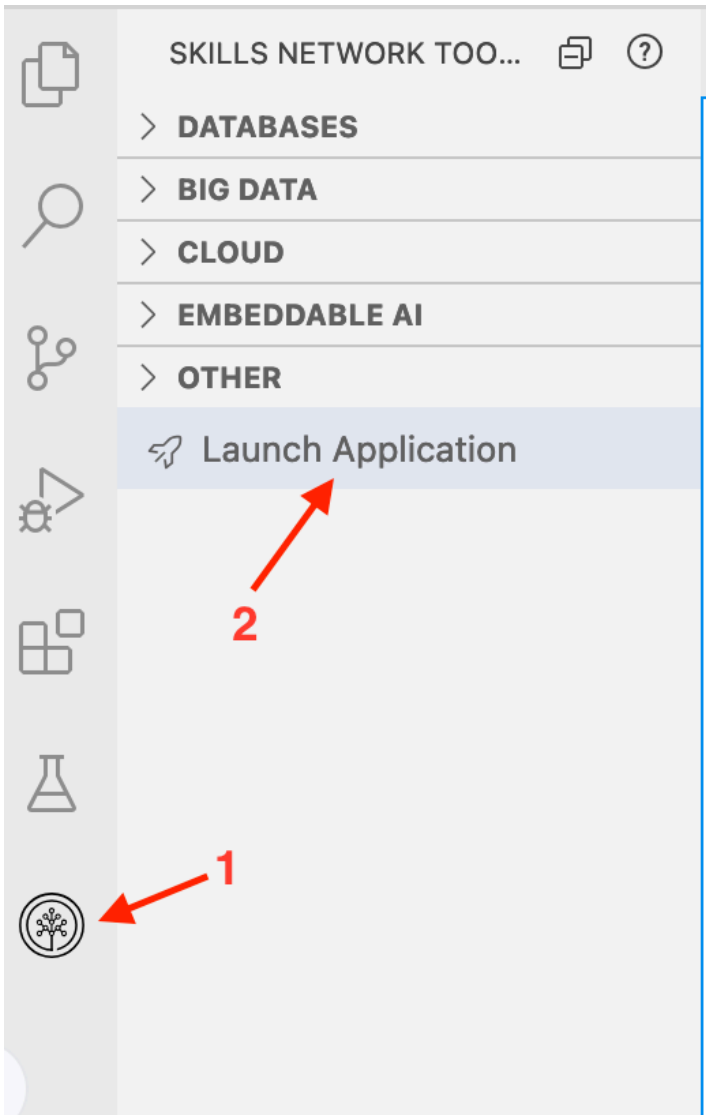 SKILLS NETWORK TOO...
DATABASES
BIG DATA
CLOUD
EMBEDDABLE AI
OTHER
Launch Application
2
1